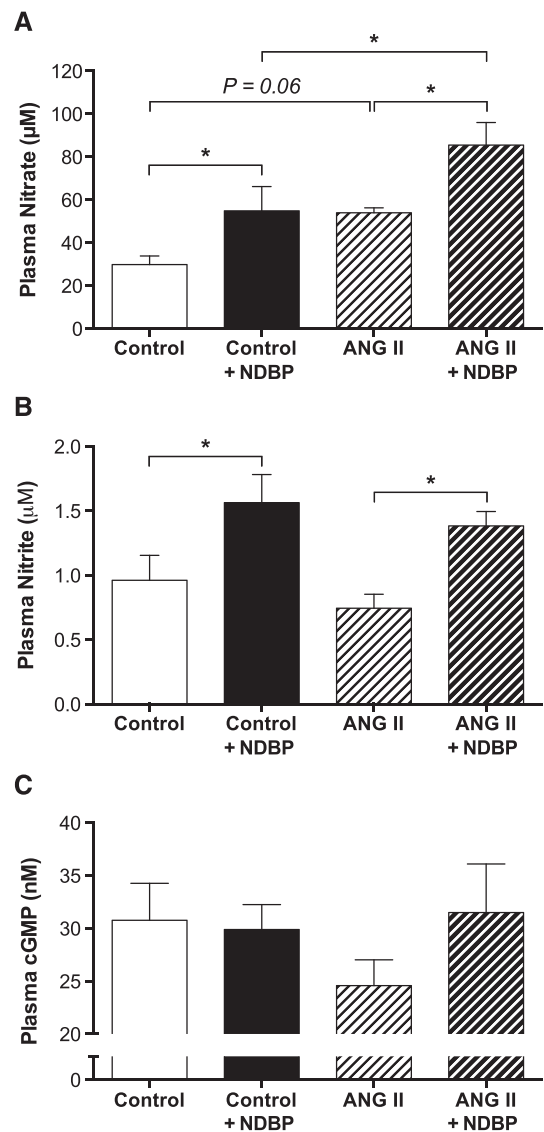 A
*
120
P = 0.06
*
100
*
80
60
40
20
0
Plasma Nitrate (µM)
Control
Control
+ NDBP
ANG II
ANG II
+ NDBP
B
2.0
*
*
1.5
1.0
0.5
0.0
Plasma Nitrite (µM)
Control
Control
+ NDBP
ANG II
ANG II
+ NDBP
C
40
35
30
25
20
0
Plasma cGMP (nM)
Control
Control
+ NDBP
ANG II
ANG II
+ NDBP